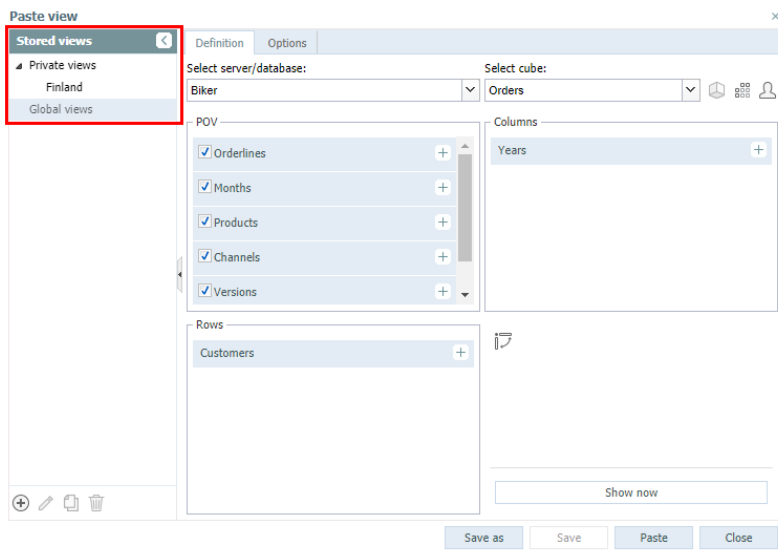 Paste view
Stored views
Private views
Finland
Global views
Definition
Options
Select server/database:
Biker
Select cube:
Orders
POV
Orderlines
Months
Products
Channels
Versions
Columns
Years
Rows
Customers
Show now
Save as
Save
Paste
Close